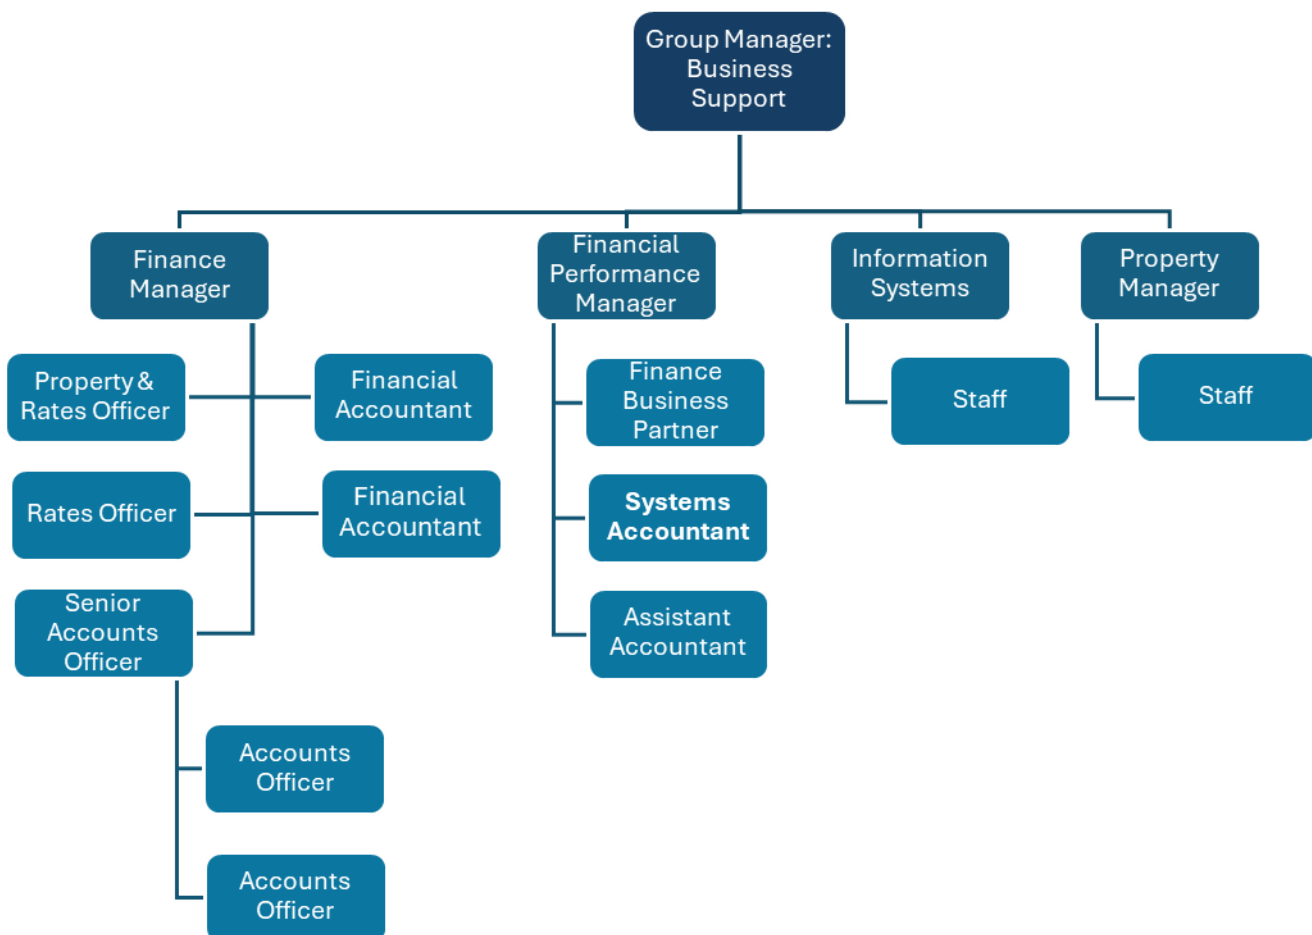 Group Manager:
Business
Support
Finance
Manager
Financial
Performance
Manager
Information
Systems
Property
Manager
Property &
Rates Officer
Financial
Accountant
Finance
Business
Partner
Staff
Staff
Rates Officer
Financial
Accountant
Systems
Accountant
Senior
Accounts
Officer
Assistant
Accountant
Accounts
Officer
Accounts
Officer